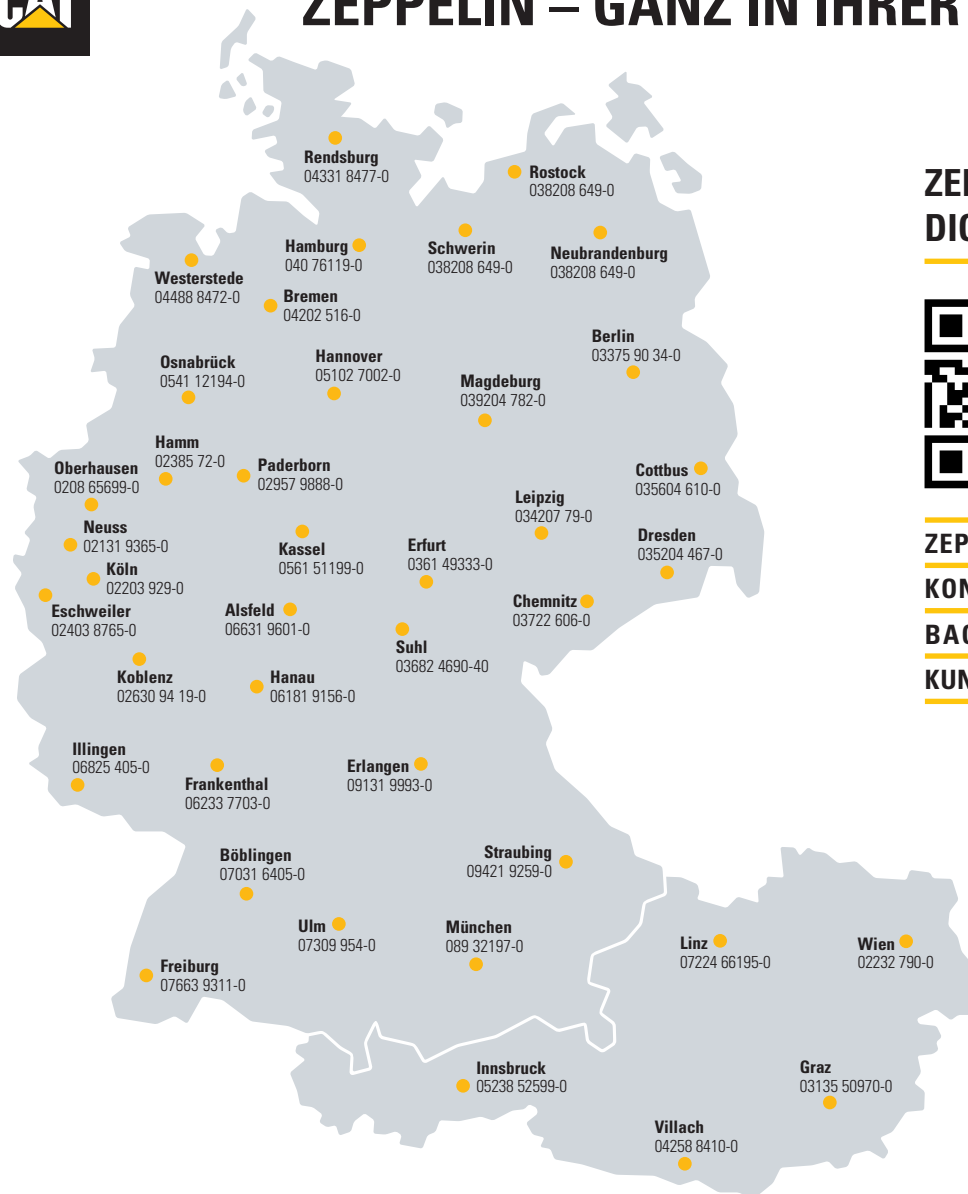 CAT
ZEPPELIN – GANZ IN IHRER
Rendsburg
04331 8477-0
Rostock
038208 649-0
Hamburg
040 76119-0
Schwerin
038208 649-0
Neubrandenburg
038208 649-0
Westerstede
04488 8472-0
Bremen
04202 516-0
Berlin
03375 90 34-0
Osnabrück
0541 12194-0
Hannover
05102 7002-0
Magdeburg
039204 782-0
Hamm
02385 72-0
Oberhausen
0208 65699-0
Paderborn
02957 9888-0
Cottbus
035604 610-0
Leipzig
034207 79-0
Neuss
02131 9365-0
Kassel
0561 51199-0
Erfurt
0361 49333-0
Dresden
035204 467-0
Köln
02203 929-0
Eschweiler
02403 8765-0
Alsfeld
06631 9601-0
Chemnitz
03722 606-0
Suhl
03682 4690-40
Koblenz
02630 94 19-0
Hanau
06181 9156-0
Illingen
06825 405-0
Frankenthal
06233 7703-0
Erlangen
09131 9993-0
Böblingen
07031 6405-0
Straubing
09421 9259-0
Ulm
07309 954-0
München
089 32197-0
Linz
07224 66195-0
Wien
02232 790-0
Freiburg
07663 9311-0
Innsbruck
05238 52599-0
Graz
03135 50970-0
Villach
04258 8410-0